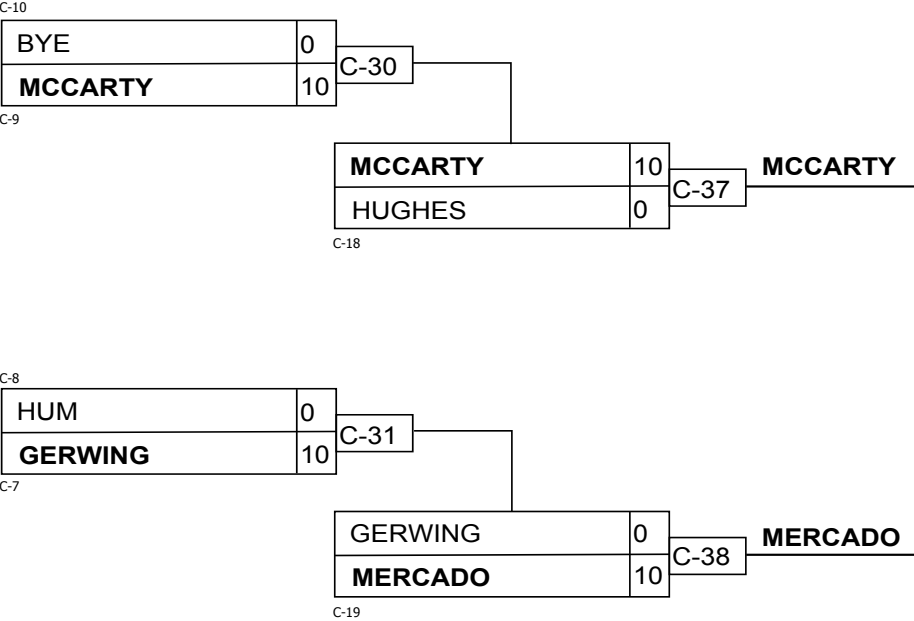 C-10
BYE 0
C-30
MCCARTY 10
C-9
MCCARTY 10 MCCARTY
C-37
HUGHES 0
C-18
C-8
HUM 0
C-31
GERWING 10
C-7
GERWING 0 MERCADO
C-38
MERCADO 10
C-19